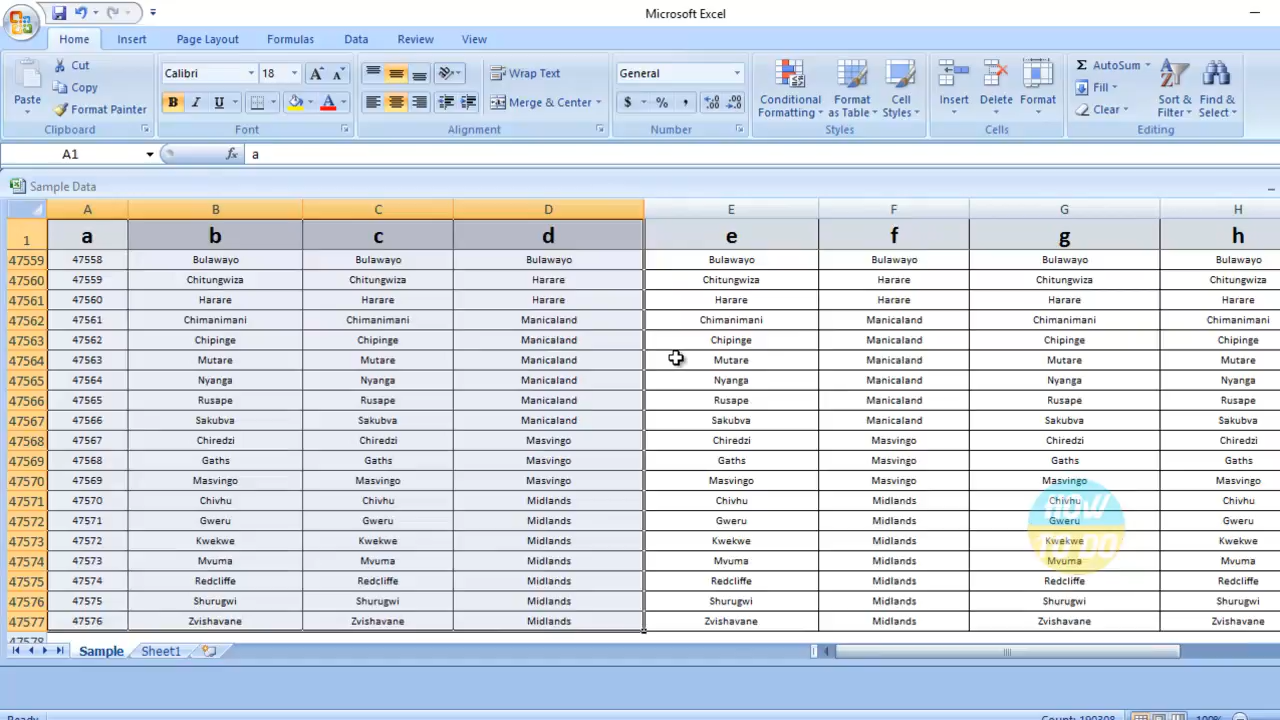 Microsoft Excel
Home Insert Page Layout Formulas Data Review View
Paste Cut Copy Format Painter Clipboard
Calibri 18 B I U A A A Font
Wrap Text Merge & Center Alignment
General $ % , .0 .00 Number
Conditional Formatting Format as Table Cell Styles Styles
Insert Delete Format Cells
Σ AutoSum Fill Clear Sort & Filter Find & Select Editing
A1 fx a
Sample Data
A B C D E F G H
1 a b c d e f g h
47559 47558 Bulawayo Bulawayo Bulawayo Bulawayo Bulawayo Bulawayo Bulawayo
47560 47559 Chitungwiza Chitungwiza Harare Chitungwiza Harare Chitungwiza Chitungwiza
47561 47560 Harare Harare Harare Harare Harare Harare Harare
47562 47561 Chimanimani Chimanimani Manicaland Chimanimani Manicaland Chimanimani Chimanimani
47563 47562 Chipinge Chipinge Manicaland Chipinge Manicaland Chipinge Chipinge
47564 47563 Mutare Mutare Manicaland Mutare Manicaland Mutare Mutare
47565 47564 Nyanga Nyanga Manicaland Nyanga Manicaland Nyanga Nyanga
47566 47565 Rusape Rusape Manicaland Rusape Manicaland Rusape Rusape
47567 47566 Sakubva Sakubva Manicaland Sakubva Manicaland Sakubva Sakubva
47568 47567 Chiredzi Chiredzi Masvingo Chiredzi Masvingo Chiredzi Chiredzi
47569 47568 Gaths Gaths Masvingo Gaths Masvingo Gaths Gaths
47570 47569 Masvingo Masvingo Masvingo Masvingo Masvingo Masvingo Masvingo
47571 47570 Chivhu Chivhu Midlands Chivhu Midlands Chivhu Chivhu
47572 47571 Gweru Gweru Midlands Gweru Midlands Gweru Gweru
47573 47572 Kwekwe Kwekwe Midlands Kwekwe Midlands Kwekwe Kwekwe
47574 47573 Mvuma Mvuma Midlands Mvuma Midlands Mvuma Mvuma
47575 47574 Redcliffe Redcliffe Midlands Redcliffe Midlands Redcliffe Redcliffe
47576 47575 Shurugwi Shurugwi Midlands Shurugwi Midlands Shurugwi Shurugwi
47577 47576 Zvishavane Zvishavane Midlands Zvishavane Midlands Zvishavane Zvishavane
47578
how to do
Sample Sheet1
Ready Count: 190308 100%